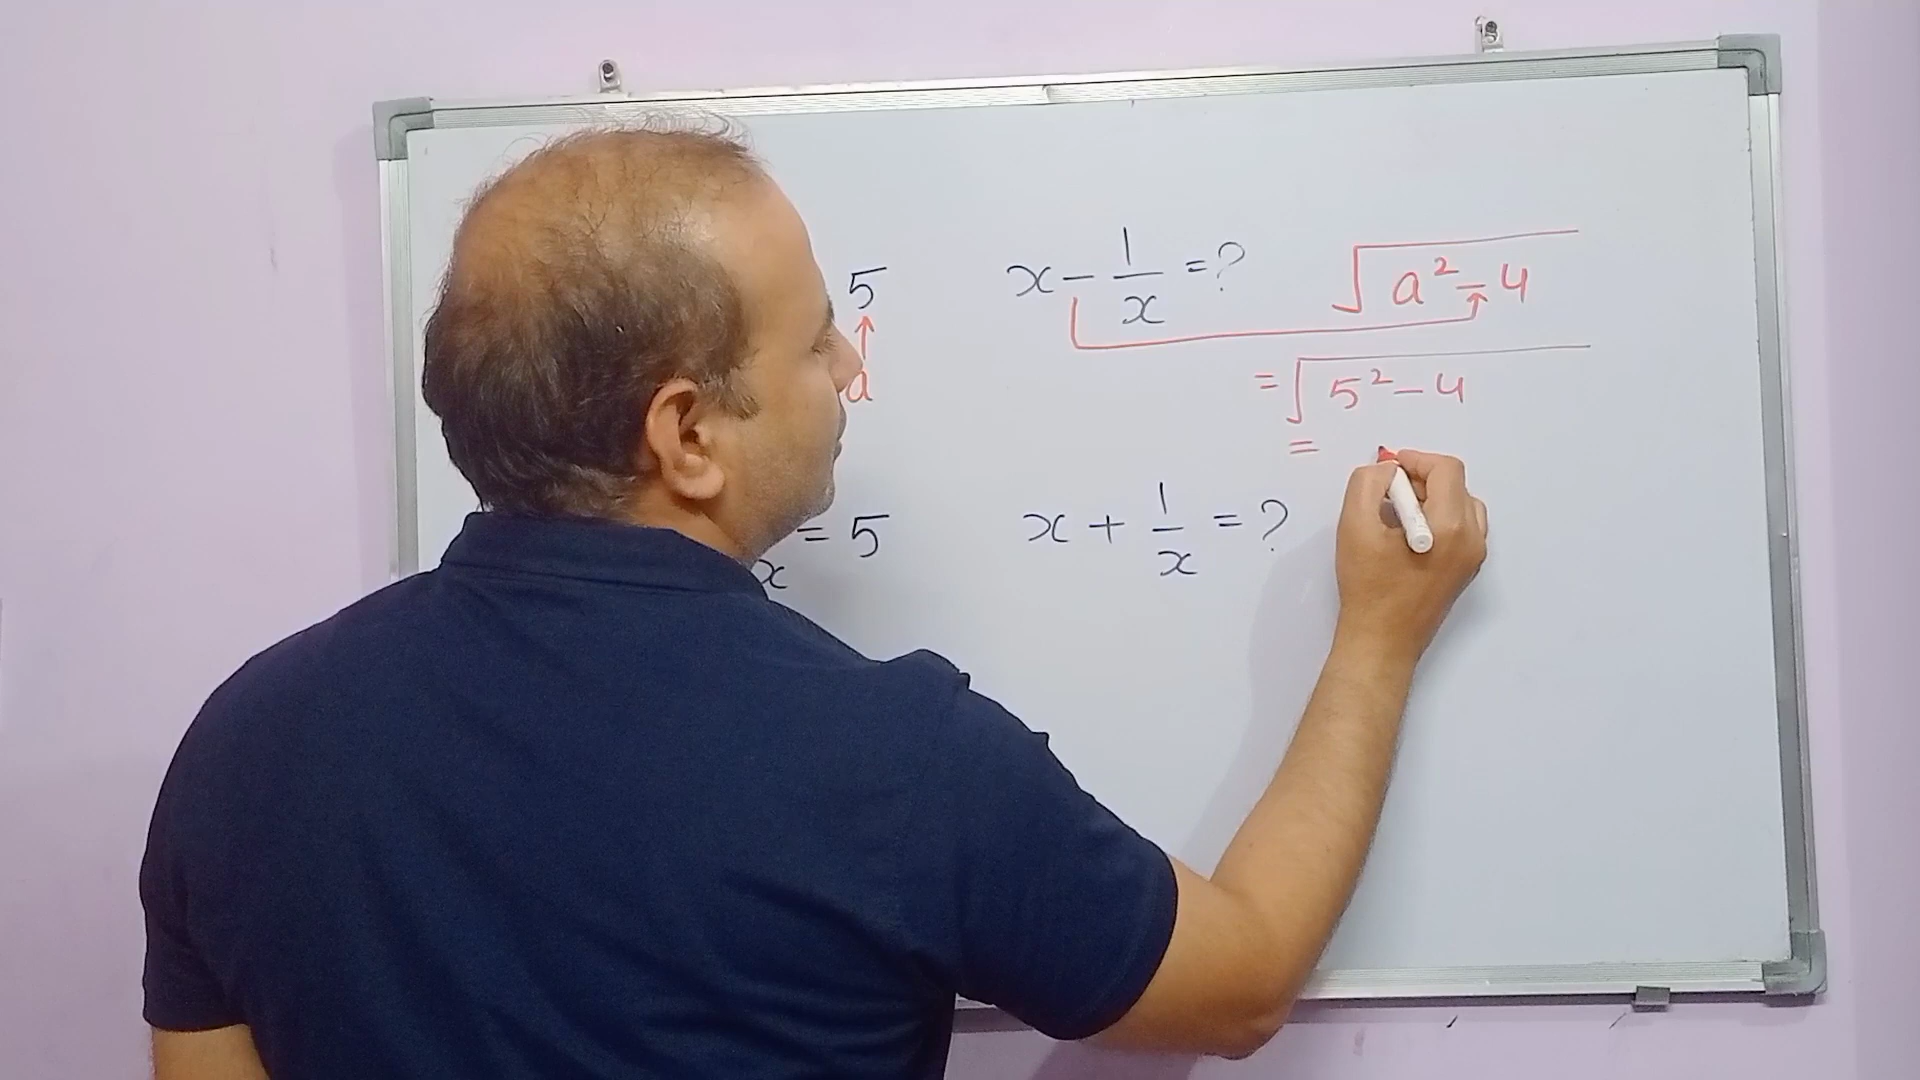 5 x - 1/x = ? √(a² - 4)
a = √(5² - 4)
=
x = 5 x + 1/x = ?